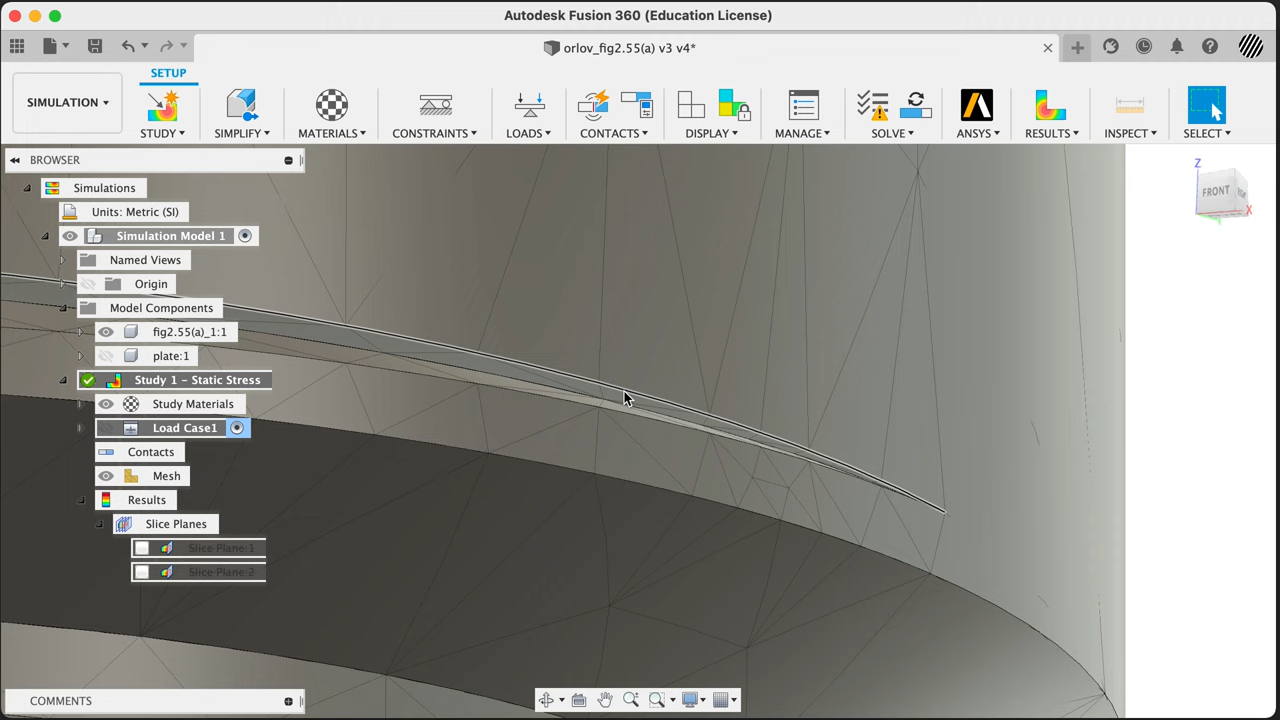 Autodesk Fusion 360 (Education License)
orlov_fig2.55(a) v3 v4*
SETUP
SIMULATION
STUDY SIMPLIFY MATERIALS CONSTRAINTS LOADS CONTACTS DISPLAY MANAGE SOLVE ANSYS RESULTS INSPECT SELECT
BROWSER
Simulations
Units: Metric (SI)
Simulation Model 1
Named Views
Origin
Model Components
fig2.55(a)_1:1
plate:1
Study 1 - Static Stress
Study Materials
Load Case1
Contacts
Mesh
Results
Slice Planes
Slice Plane:1
Slice Plane:2
COMMENTS
Z
FRONT
X